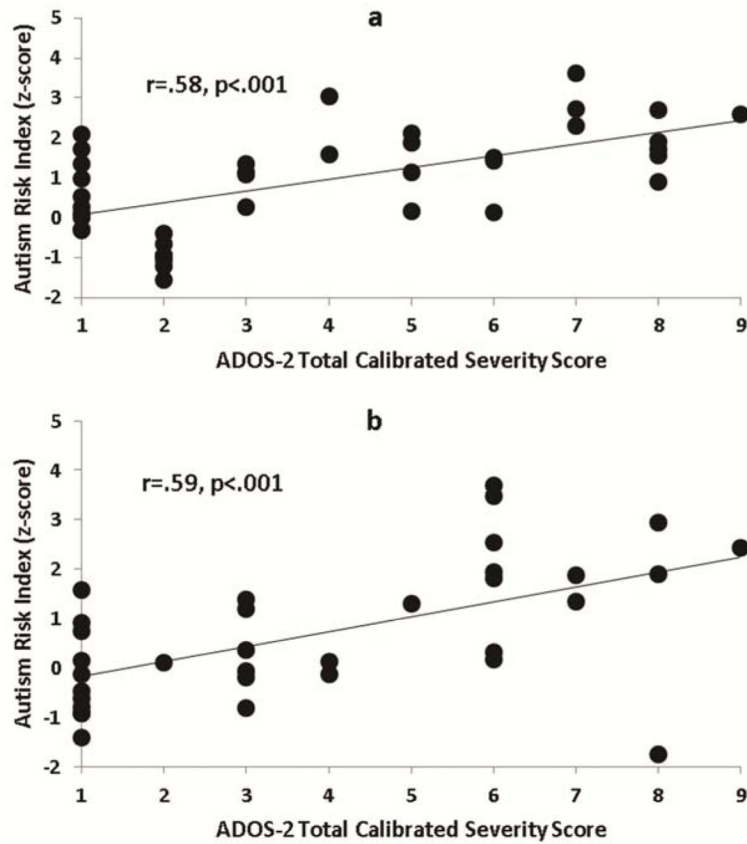 a
r=.58, p<.001
Autism Risk Index (z-score)
5
4
3
2
1
0
-1
-2
1 2 3 4 5 6 7 8 9
ADOS-2 Total Calibrated Severity Score
b
r=.59, p<.001
Autism Risk Index (z-score)
5
4
3
2
1
0
-1
-2
1 2 3 4 5 6 7 8 9
ADOS-2 Total Calibrated Severity Score